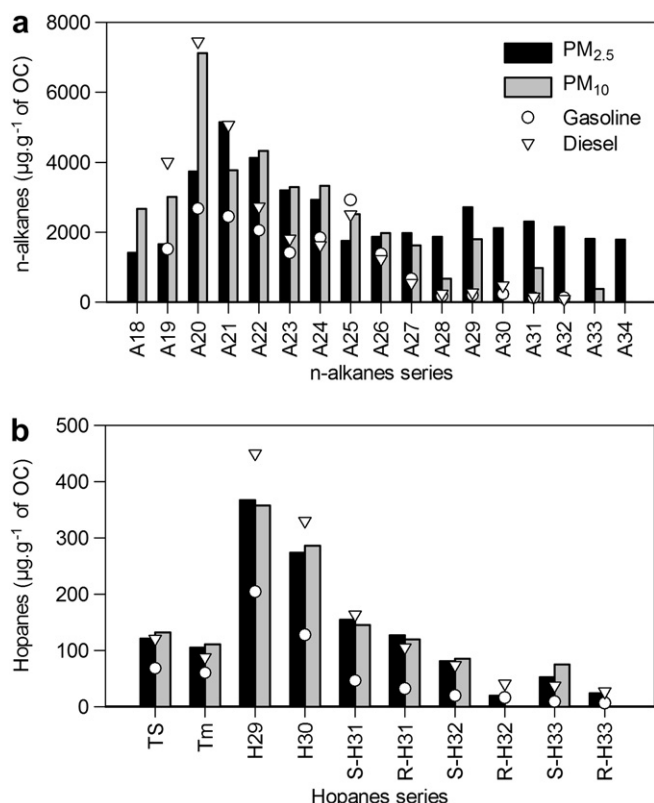 a
8000
6000
4000
2000
0
n-alkanes (µg.g⁻¹ of OC)
PM₂.₅
PM₁₀
Gasoline
Diesel
A18
A19
A20
A21
A22
A23
A24
A25
A26
A27
A28
A29
A30
A31
A32
A33
A34
n-alkanes series
b
500
400
300
200
100
0
Hopanes (µg.g⁻¹ of OC)
TS
Tm
H29
H30
S-H31
R-H31
S-H32
R-H32
S-H33
R-H33
Hopanes series